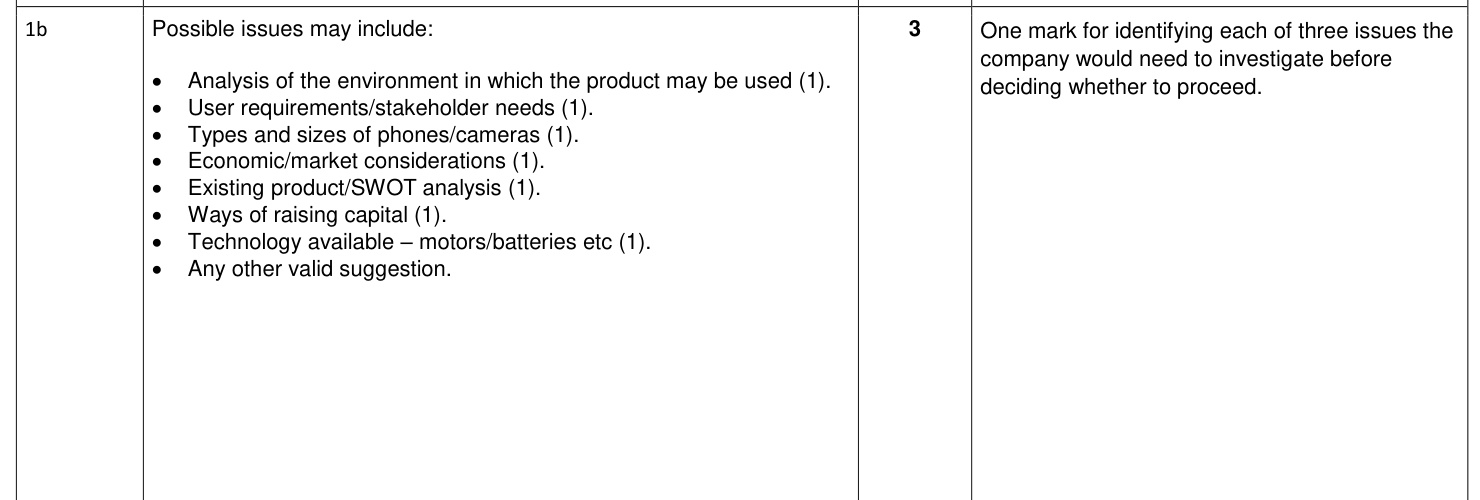 1b
Possible issues may include:
• Analysis of the environment in which the product may be used (1).
• User requirements/stakeholder needs (1).
• Types and sizes of phones/cameras (1).
• Economic/market considerations (1).
• Existing product/SWOT analysis (1).
• Ways of raising capital (1).
• Technology available – motors/batteries etc (1).
• Any other valid suggestion.
3
One mark for identifying each of three issues the
company would need to investigate before
deciding whether to proceed.